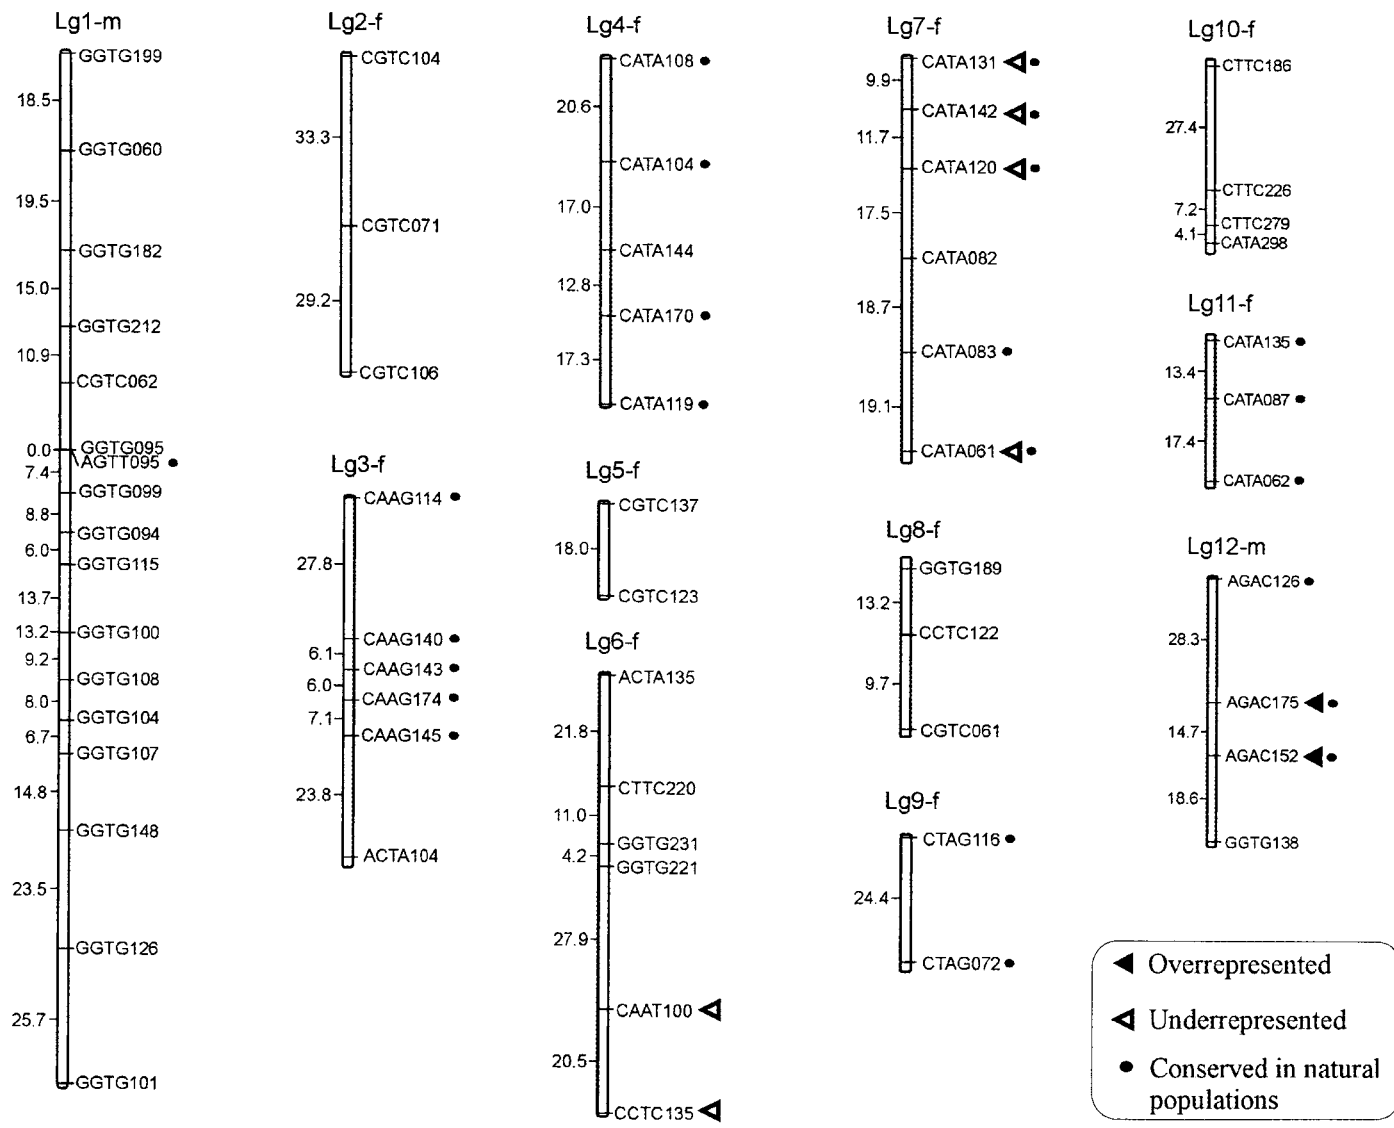 Lg1-m
GGTG199
18.5
GGTG060
19.5
GGTG182
15.0
GGTG212
10.9
CGTC062
GGTG095
0.0
AGTT095
7.4
GGTG099
8.8
GGTG094
6.0
GGTG115
13.7
GGTG100
13.2
9.2
GGTG108
8.0
GGTG104
6.7
GGTG107
14.8
GGTG148
23.5
GGTG126
25.7
GGTG101
Lg2-f
CGTC104
33.3
CGTC071
29.2
CGTC106
Lg3-f
CAAG114
27.8
CAAG140
6.1
CAAG143
6.0
CAAG174
7.1
CAAG145
23.8
ACTA104
Lg4-f
CATA108
20.6
CATA104
17.0
CATA144
12.8
CATA170
17.3
CATA119
Lg5-f
CGTC137
18.0
CGTC123
Lg6-f
ACTA135
21.8
CTTC220
11.0
GGTG231
4.2
GGTG221
27.9
CAAT100
20.5
CCTC135
Lg7-f
CATA131
9.9
CATA142
11.7
CATA120
17.5
CATA082
18.7
CATA083
19.1
CATA061
Lg8-f
GGTG189
13.2
CCTC122
9.7
CGTC061
Lg9-f
CTAG116
24.4
CTAG072
Lg10-f
CTTC186
27.4
CTTC226
7.2
CTTC279
4.1
CATA298
Lg11-f
CATA135
13.4
CATA087
17.4
CATA062
Lg12-m
AGAC126
28.3
AGAC175
14.7
AGAC152
18.6
GGTG138
Overrepresented
Underrepresented
Conserved in natural
populations